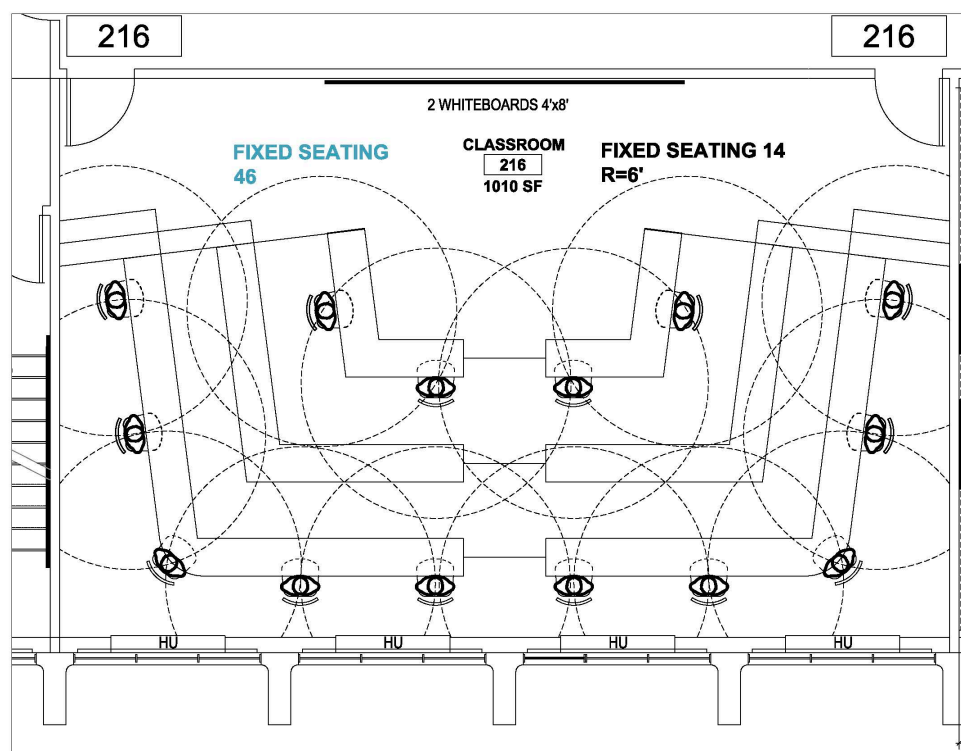 216
216
2 WHITEBOARDS 4'x8'
FIXED SEATING
46
CLASSROOM
216
1010 SF
FIXED SEATING 14
R=6'
HU
HU
HU
HU